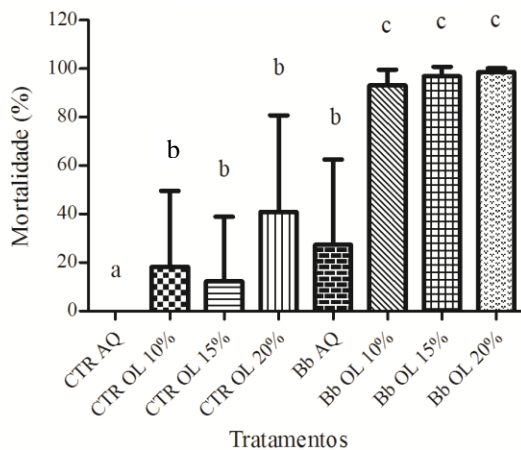 120
100
80
60
40
20
0
Mortalidade (%)
a
b
b
b
b
c
c
c
CTR AQ
CTR OL 10%
CTR OL 15%
CTR OL 20%
Bb AQ
Bb OL 10%
Bb OL 15%
Bb OL 20%
Tratamentos